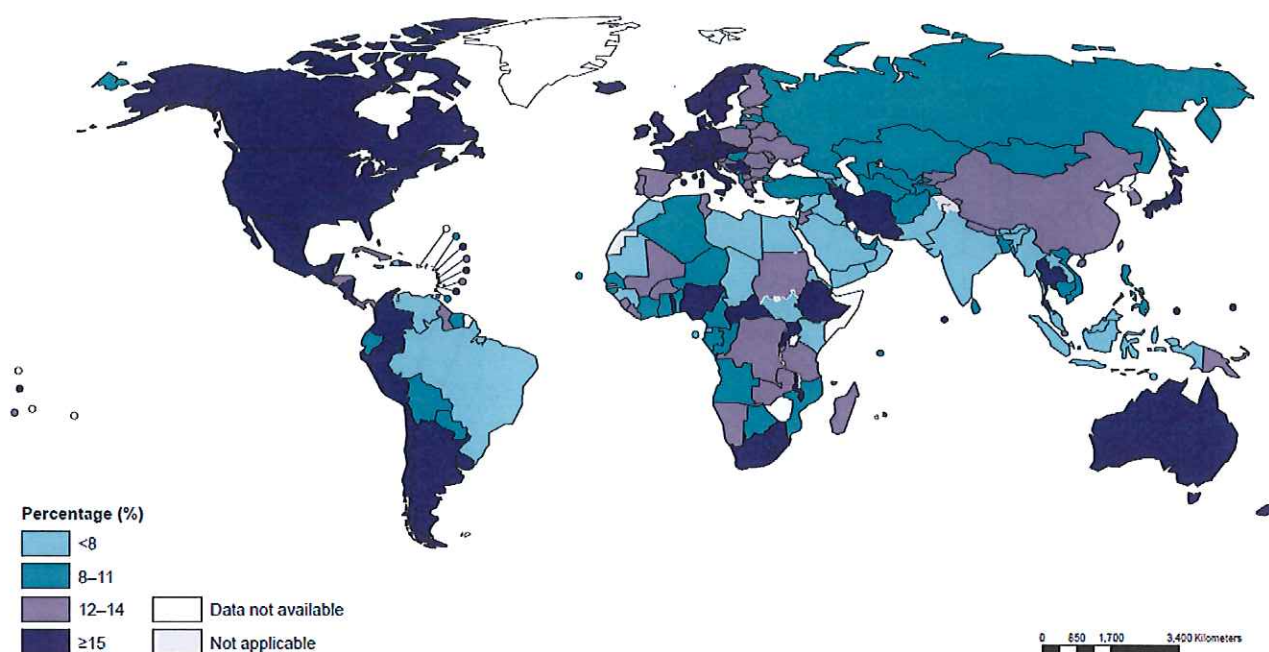 Percentage (%)
<8
8–11
12–14
≥15
Data not available
Not applicable
0 850 1,700 3,400 Kilometers